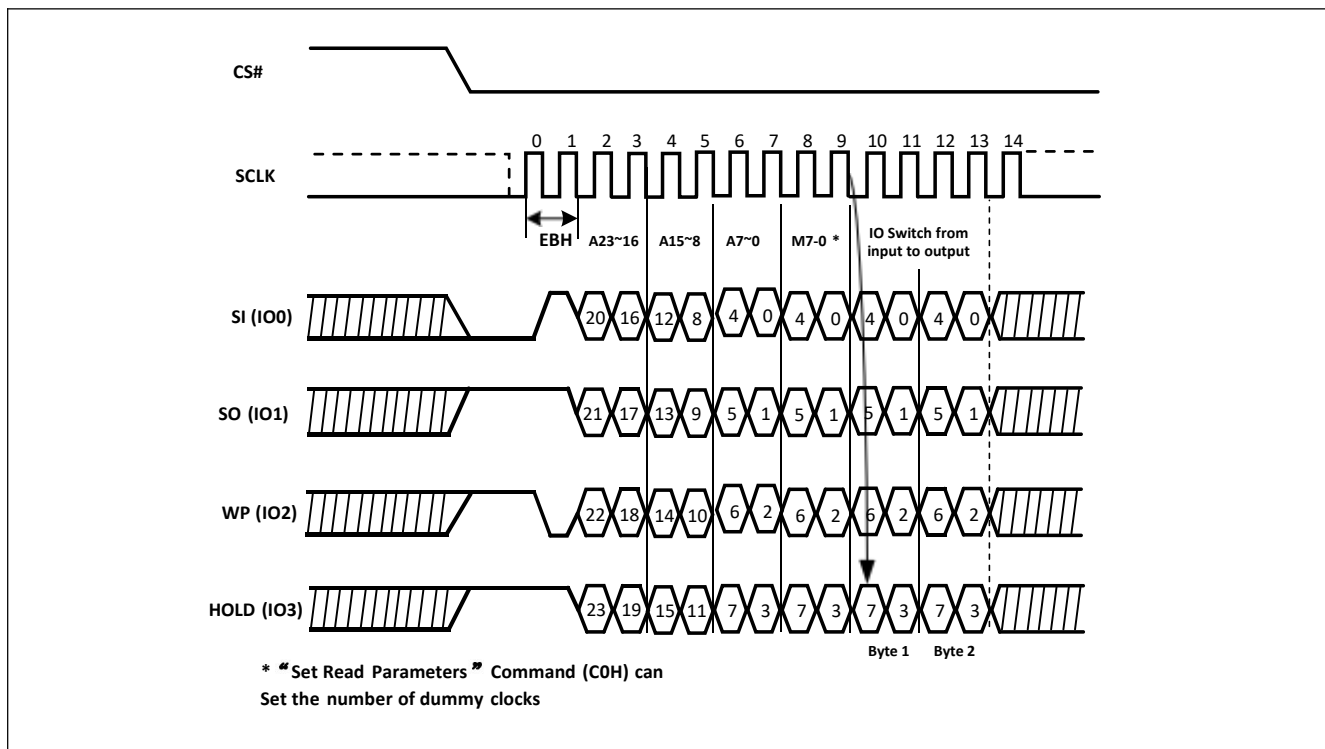 CS#
0 1 2 3 4 5 6 7 8 9 10 11 12 13 14
SCLK
EBH A23~16 A15~8 A7~0 M7-0 * IO Switch from
input to output
SI (IO0) 20 16 12 8 4 0 4 0 4 0 4 0
SO (IO1) 21 17 13 9 5 1 5 1 5 1 5 1
WP (IO2) 22 18 14 10 6 2 6 2 6 2 6 2
HOLD (IO3) 23 19 15 11 7 3 7 3 7 3 7 3
Byte 1 Byte 2
* “Set Read Parameters” Command (C0H) can
Set the number of dummy clocks